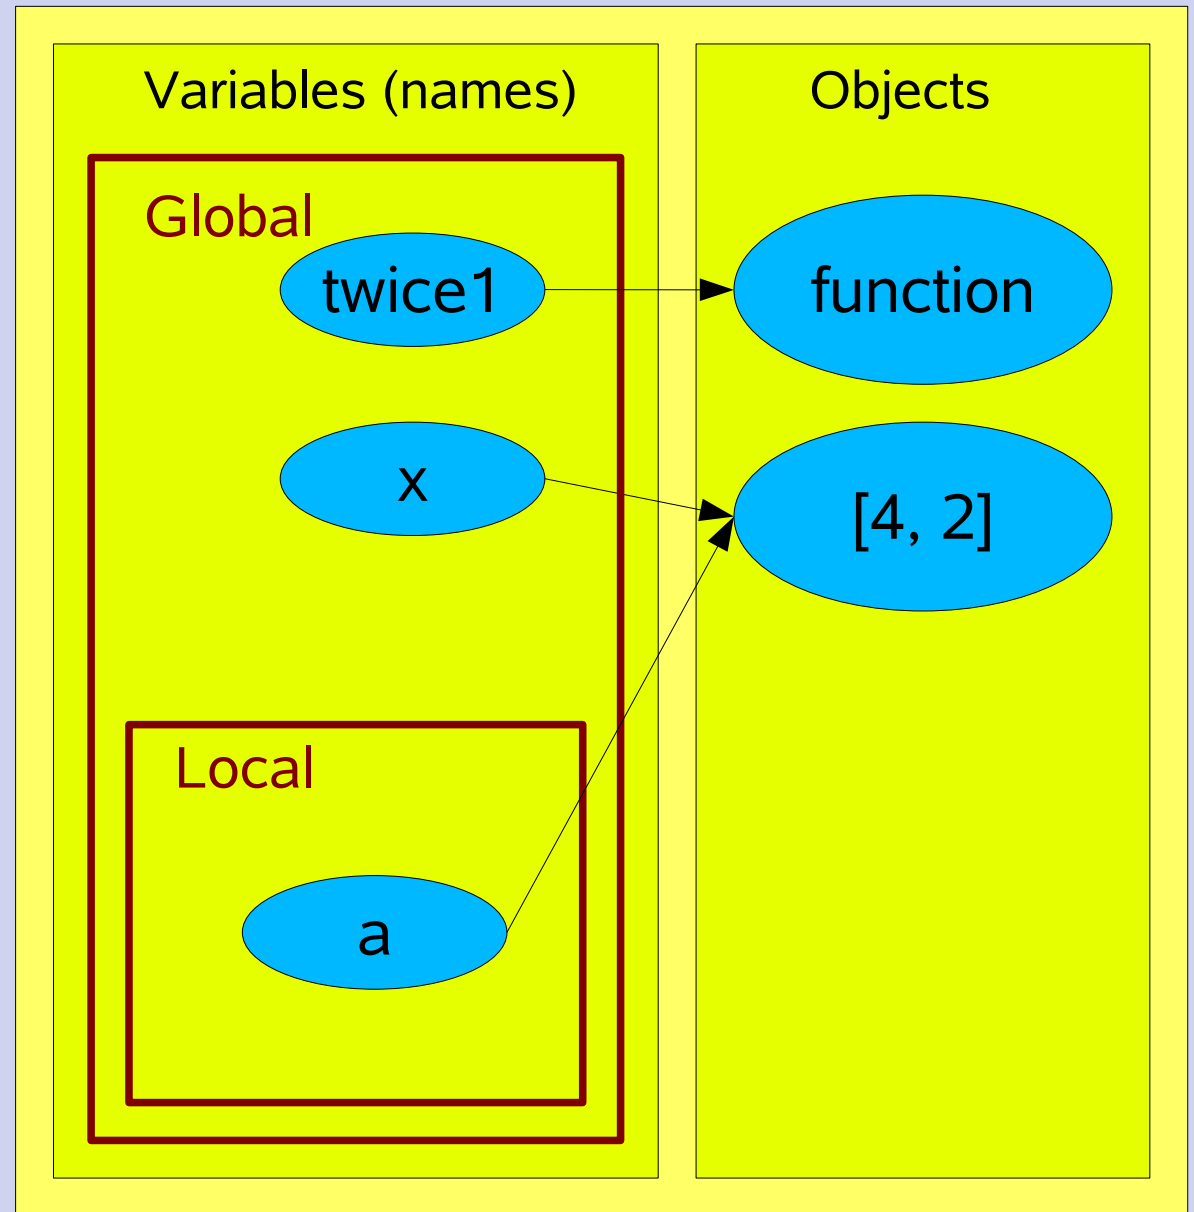 Variables (names)
Objects
Global
twice1
function
x
[4, 2]
Local
a